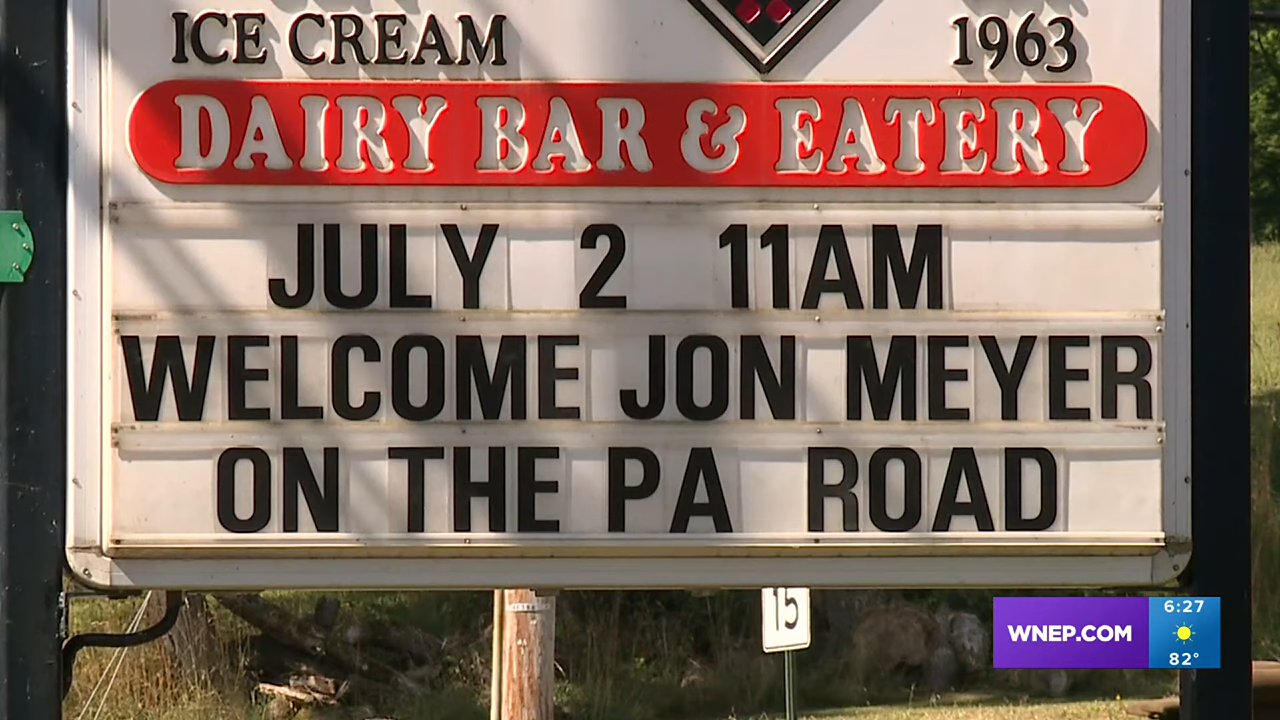 ICE CREAM 1963
DAIRY BAR & EATERY
JULY 2 11AM
WELCOME JON MEYER
ON THE PA ROAD
15
WNEP.COM
6:27
82°